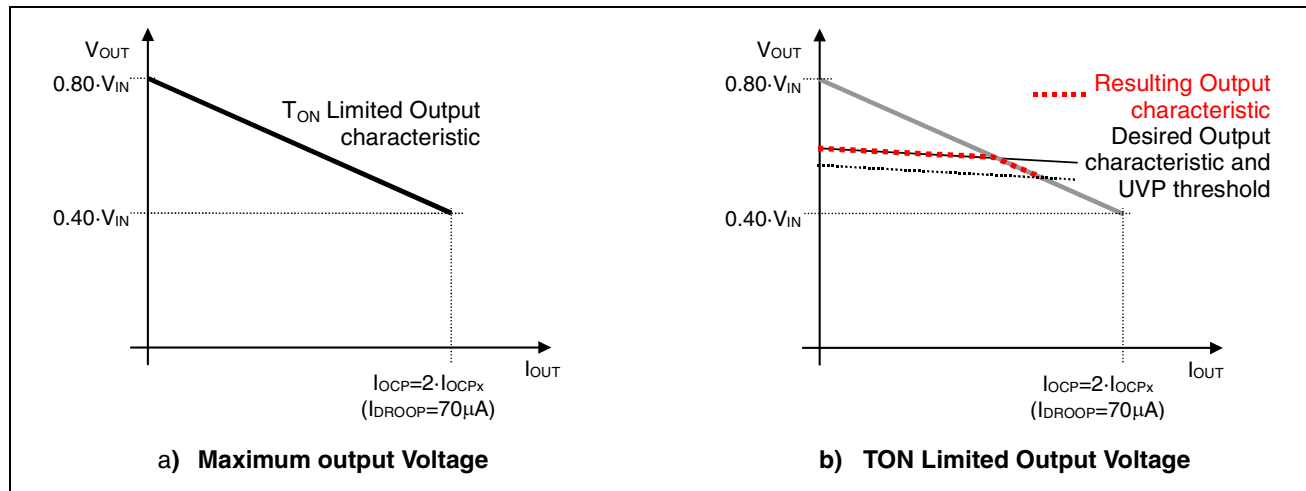 VOUT
0.80·VIN
TON Limited Output
characteristic
0.40·VIN
IOUT
IOCP=2·IOCPx
(IDROOP=70µA)
a) Maximum output Voltage
VOUT
0.80·VIN
Resulting Output
characteristic
Desired Output
characteristic and
UVP threshold
0.40·VIN
IOUT
IOCP=2·IOCPx
(IDROOP=70µA)
b) TON Limited Output Voltage